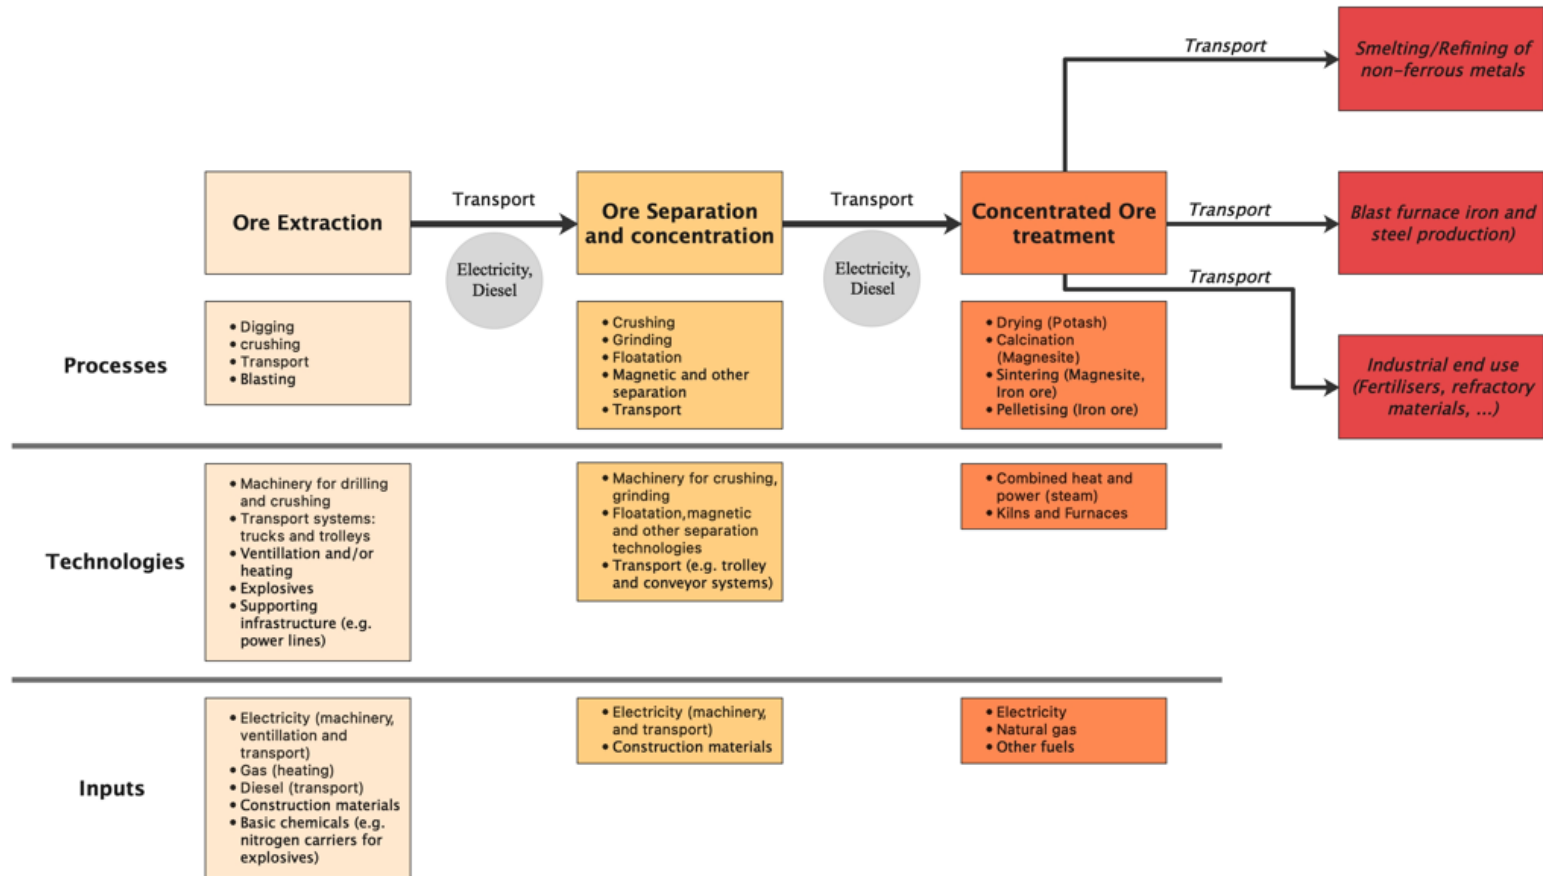 Transport
Smelting/Refining of
non-ferrous metals
Ore Extraction
Transport
Electricity,
Diesel
Ore Separation
and concentration
Transport
Electricity,
Diesel
Concentrated Ore
treatment
Transport
Blast furnace iron and
steel production)
Transport
Industrial end use
(Fertilisers, refractory
materials, ...)
Processes
• Digging
• crushing
• Transport
• Blasting
• Crushing
• Grinding
• Floatation
• Magnetic and other
separation
• Transport
• Drying (Potash)
• Calcination
(Magnesite)
• Sintering (Magnesite,
Iron ore)
• Pelletising (Iron ore)
Technologies
• Machinery for drilling
and crushing
• Transport systems:
trucks and trolleys
• Ventillation and/or
heating
• Explosives
• Supporting
infrastructure (e.g.
power lines)
• Machinery for crushing,
grinding
• Floatation,magnetic
and other separation
technologies
• Transport (e.g. trolley
and conveyor systems)
• Combined heat and
power (steam)
• Kilns and Furnaces
Inputs
• Electricity (machinery,
ventillation and
transport)
• Gas (heating)
• Diesel (transport)
• Construction materials
• Basic chemicals (e.g.
nitrogen carriers for
explosives)
• Electricity (machinery,
and transport)
• Construction materials
• Electricity
• Natural gas
• Other fuels